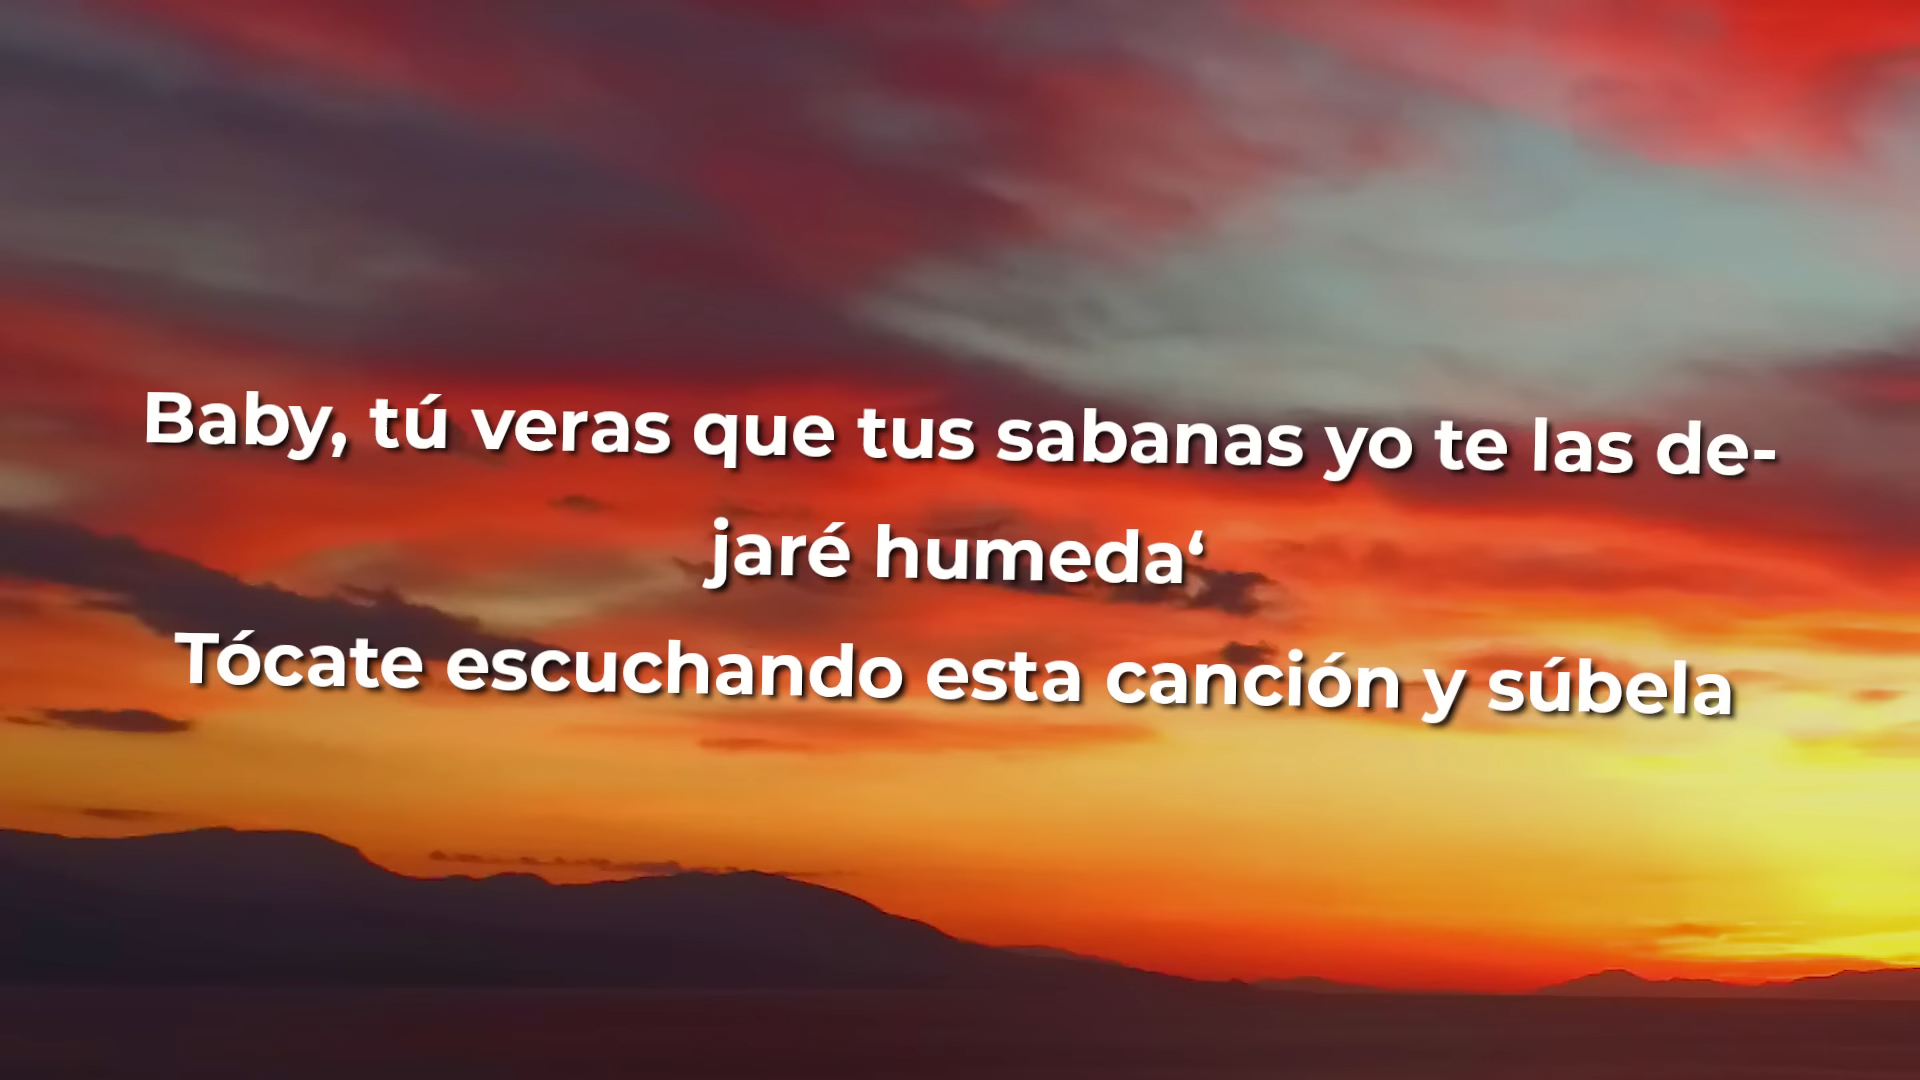 Baby, tú veras que tus sabanas yo te las de-
jaré humeda‘
Tócate escuchando esta canción y súbela